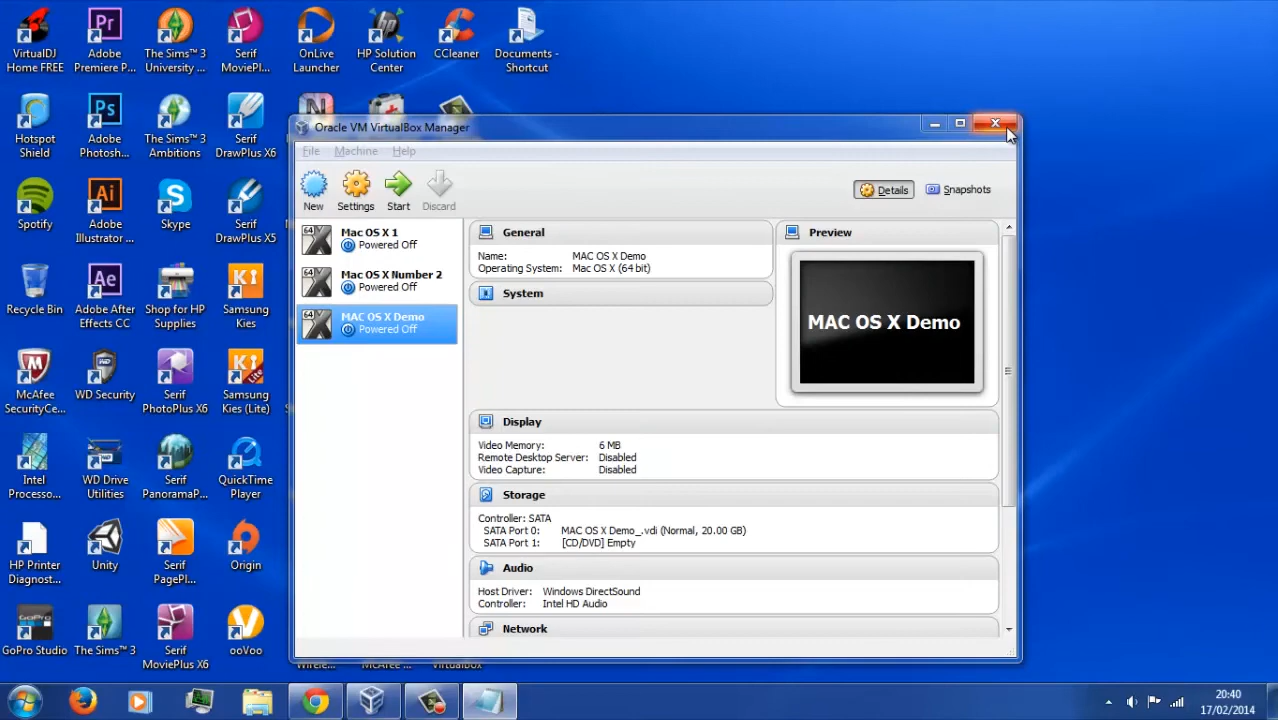 VirtualDJ
Home FREE
Adobe
Premiere P...
The Sims™ 3
University ...
Serif
MoviePl...
OnLive
Launcher
HP Solution
Center
CCleaner
Documents -
Shortcut
Hotspot
Shield
Adobe
Photosh...
The Sims™ 3
Ambitions
Serif
DrawPlus X6
Spotify
Adobe
Illustrator ...
Skype
Serif
DrawPlus X5
Recycle Bin
Adobe After
Effects CC
Shop for HP
Supplies
Samsung
Kies
McAfee
SecurityCe...
WD Security
Serif
PhotoPlus X6
Samsung
Kies (Lite)
Intel
Processo...
WD Drive
Utilities
Serif
PanoramaP...
QuickTime
Player
HP Printer
Diagnost...
Unity
Serif
PagePl...
Origin
GoPro Studio
The Sims™ 3
Serif
MoviePlus X6
ooVoo
Oracle VM VirtualBox Manager
File Machine Help
New Settings Start Discard
Details Snapshots
Mac OS X 1
Powered Off
Mac OS X Number 2
Powered Off
MAC OS X Demo
Powered Off
General
Name: MAC OS X Demo
Operating System: Mac OS X (64 bit)
System
Preview
MAC OS X Demo
Display
Video Memory: 6 MB
Remote Desktop Server: Disabled
Video Capture: Disabled
Storage
Controller: SATA
SATA Port 0: MAC OS X Demo_.vdi (Normal, 20.00 GB)
SATA Port 1: [CD/DVD] Empty
Audio
Host Driver: Windows DirectSound
Controller: Intel HD Audio
Network
20:40
17/02/2014